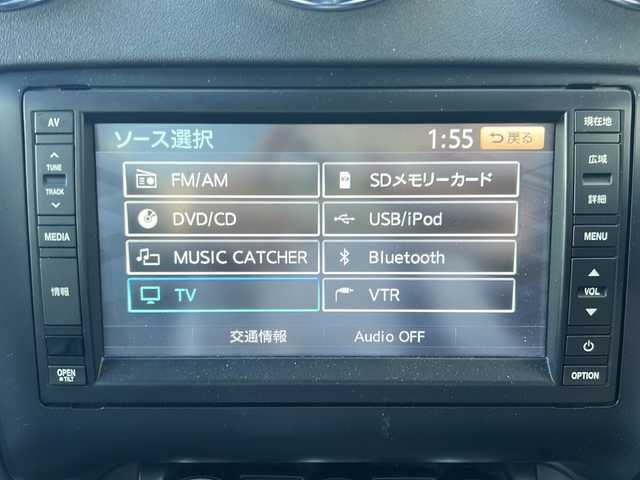 AV
TUNE
TRACK
MEDIA
情報
OPEN
TILT
ソース選択
1:55
戻る
FM/AM
SDメモリーカード
DVD/CD
USB/iPod
MUSIC CATCHER
Bluetooth
TV
VTR
交通情報
Audio OFF
現在地
広域
詳細
MENU
VOL
OPTION